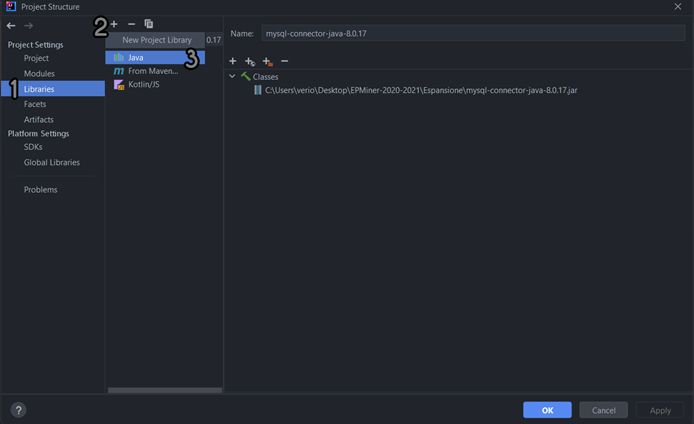 Project Structure
2
New Project Library
0.17
Name:
mysql-connector-java-8.0.17
Project Settings
Project
Java
3
Modules
From Maven...
Classes
1
Libraries
Kotlin/JS
C:\Users\verio\Desktop\EPMiner-2020-2021\Espansione\mysql-connector-java-8.0.17.jar
Facets
Artifacts
Platform Settings
SDKs
Global Libraries
Problems
?
OK
Cancel
Apply